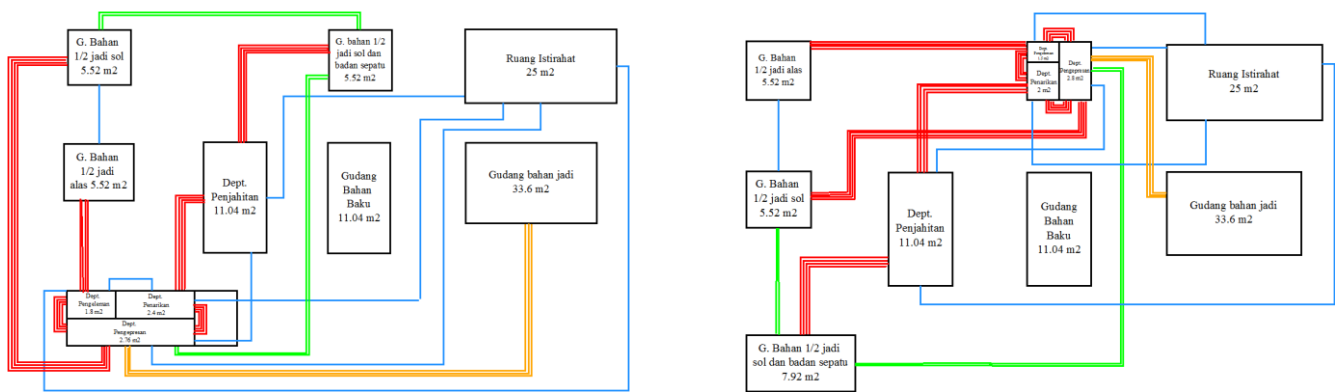 G. Bahan
1/2 jadi sol
5.52 m2
G. bahan 1/2
jadi sol dan
badan sepatu
5.52 m2
Ruang Istirahat
25 m2
G. Bahan
1/2 jadi
alas 5.52 m2
Dept.
Penjahitan
11.04 m2
Gudang
Bahan
Baku
11.04 m2
Gudang bahan jadi
33.6 m2
Dept.
Pengeleman
1.8 m2
Dept.
Penarikan
2.4 m2
Dept.
Pengepresan
2.76 m2
G. Bahan
1/2 jadi alas
5.52 m2
Dept.
Pengeleman
Dept.
Pengepresan
2.8 m2
Dept.
Penarikan
2 m2
Ruang Istirahat
25 m2
G. Bahan
1/2 jadi sol
5.52 m2
Dept.
Penjahitan
11.04 m2
Gudang
Bahan
Baku
11.04 m2
Gudang bahan jadi
33.6 m2
G. Bahan 1/2 jadi
sol dan badan sepatu
7.92 m2